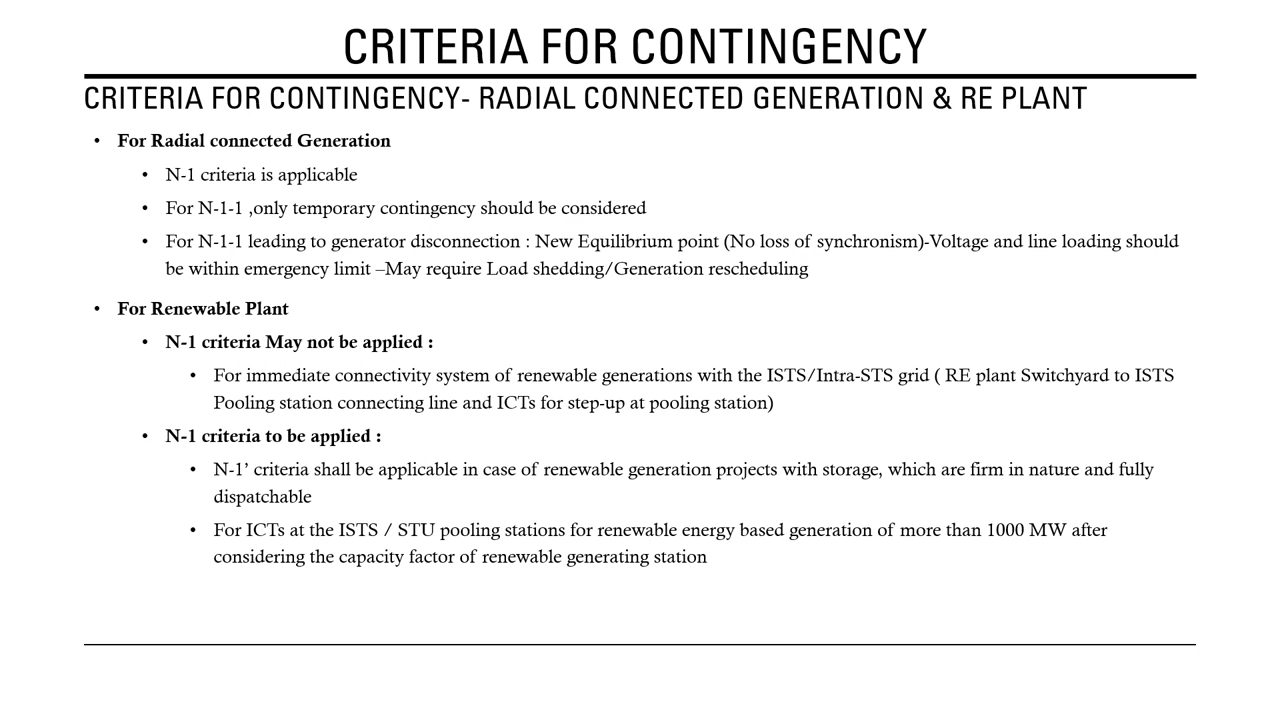 CRITERIA FOR CONTINGENCY
CRITERIA FOR CONTINGENCY- RADIAL CONNECTED GENERATION & RE PLANT
• For Radial connected Generation
• N-1 criteria is applicable
• For N-1-1 ,only temporary contingency should be considered
• For N-1-1 leading to generator disconnection : New Equilibrium point (No loss of synchronism)-Voltage and line loading should
be within emergency limit –May require Load shedding/Generation rescheduling
• For Renewable Plant
• N-1 criteria May not be applied :
• For immediate connectivity system of renewable generations with the ISTS/Intra-STS grid ( RE plant Switchyard to ISTS
Pooling station connecting line and ICTs for step-up at pooling station)
• N-1 criteria to be applied :
• N-1’ criteria shall be applicable in case of renewable generation projects with storage, which are firm in nature and fully
dispatchable
• For ICTs at the ISTS / STU pooling stations for renewable energy based generation of more than 1000 MW after
considering the capacity factor of renewable generating station